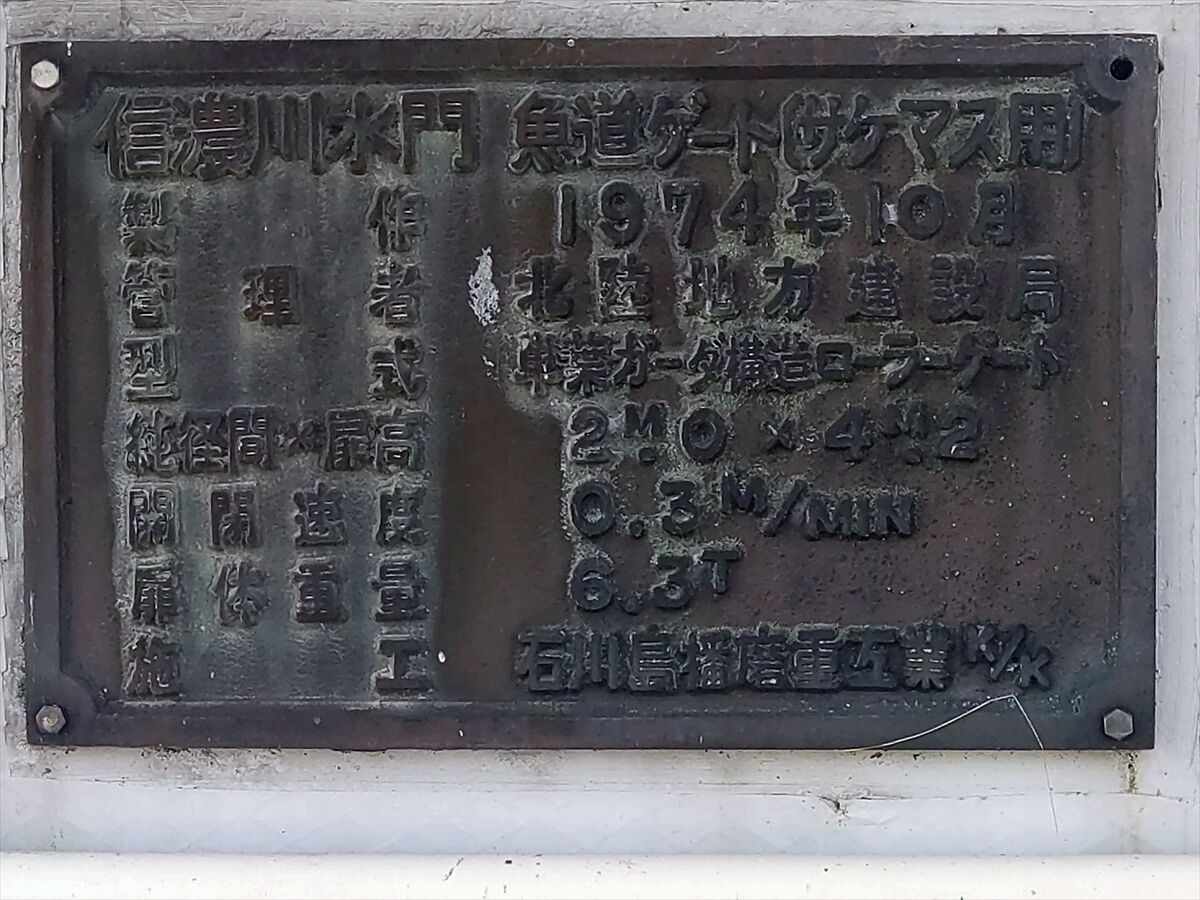 信濃川水門 魚道ゲート(サケマス用)
製作 1974年10月
管理者 北陸地方建設局
型式 単葉ガーダ構造ローラーゲート
純径間×扉高 2M.0×4M.2
開閉速度 0.3M/MIN
扉体重量 6.3T
施工 石川島播磨重工業K/K